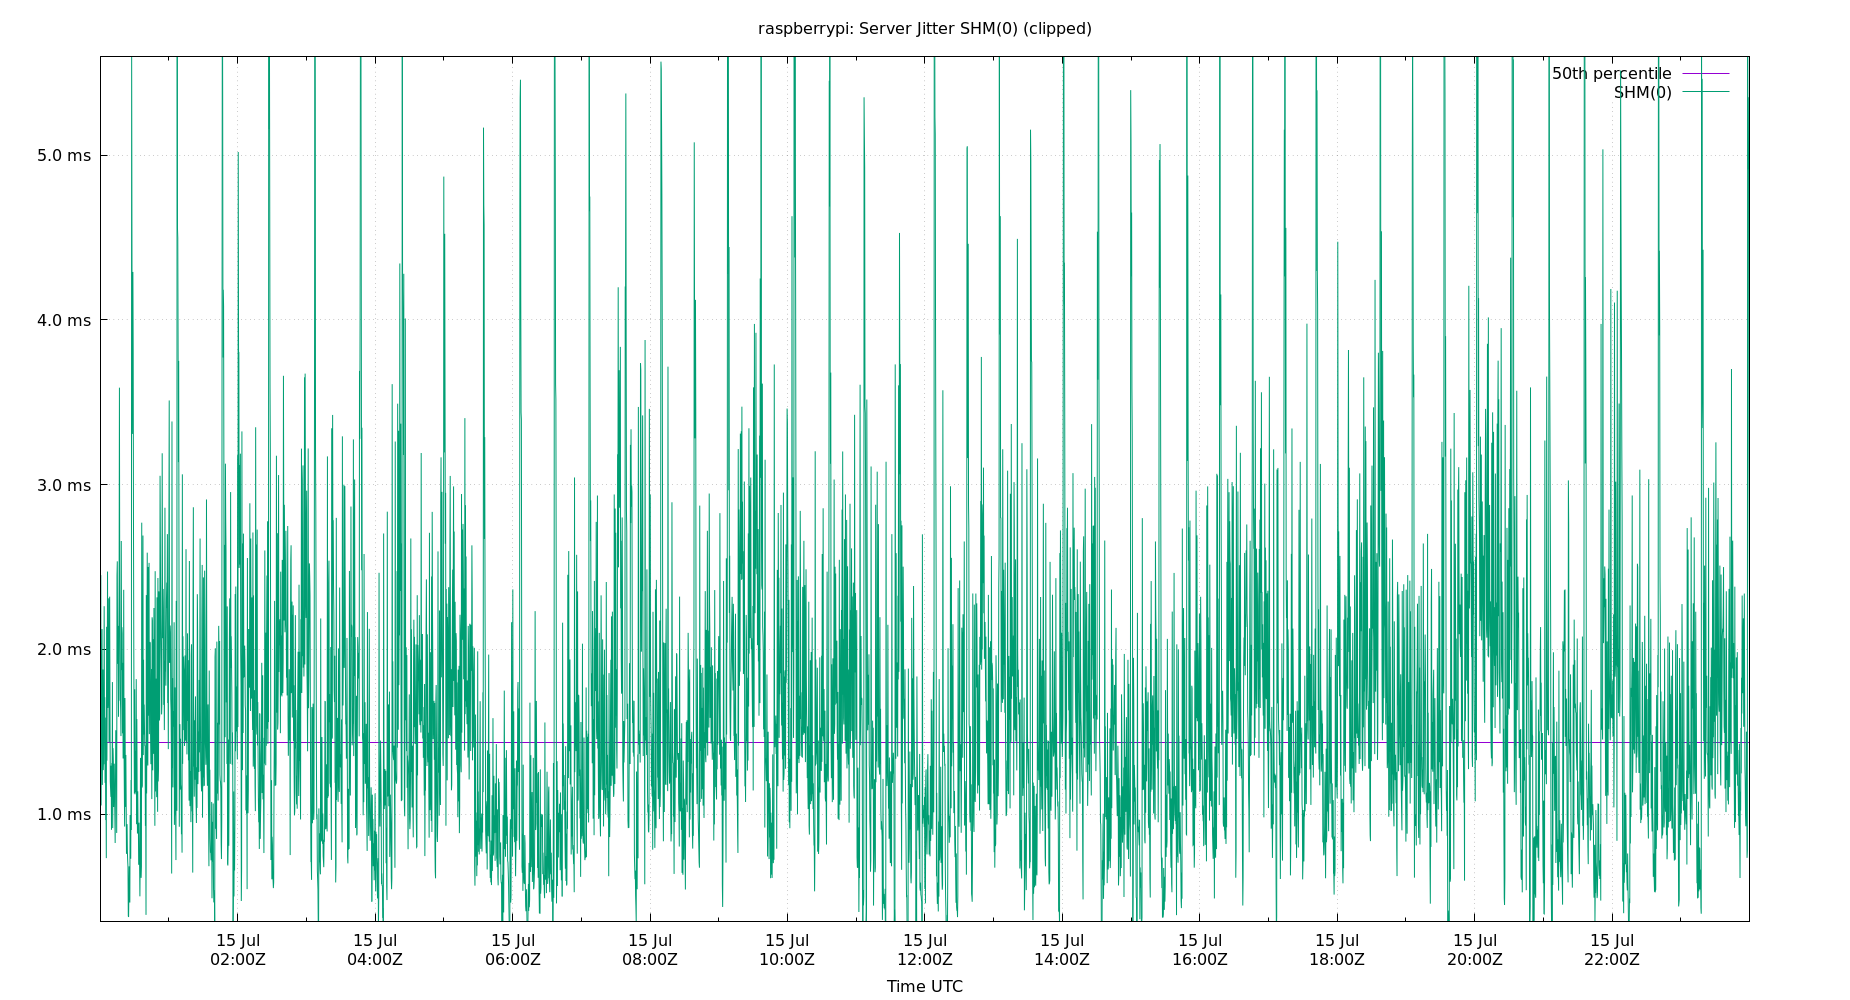 raspberrypi: Server Jitter SHM(0) (clipped)
50th percentile
SHM(0)
5.0 ms
4.0 ms
3.0 ms
2.0 ms
1.0 ms
15 Jul 15 Jul 15 Jul 15 Jul 15 Jul 15 Jul 15 Jul 15 Jul 15 Jul 15 Jul 15 Jul
02:00Z 04:00Z 06:00Z 08:00Z 10:00Z 12:00Z 14:00Z 16:00Z 18:00Z 20:00Z 22:00Z
Time UTC